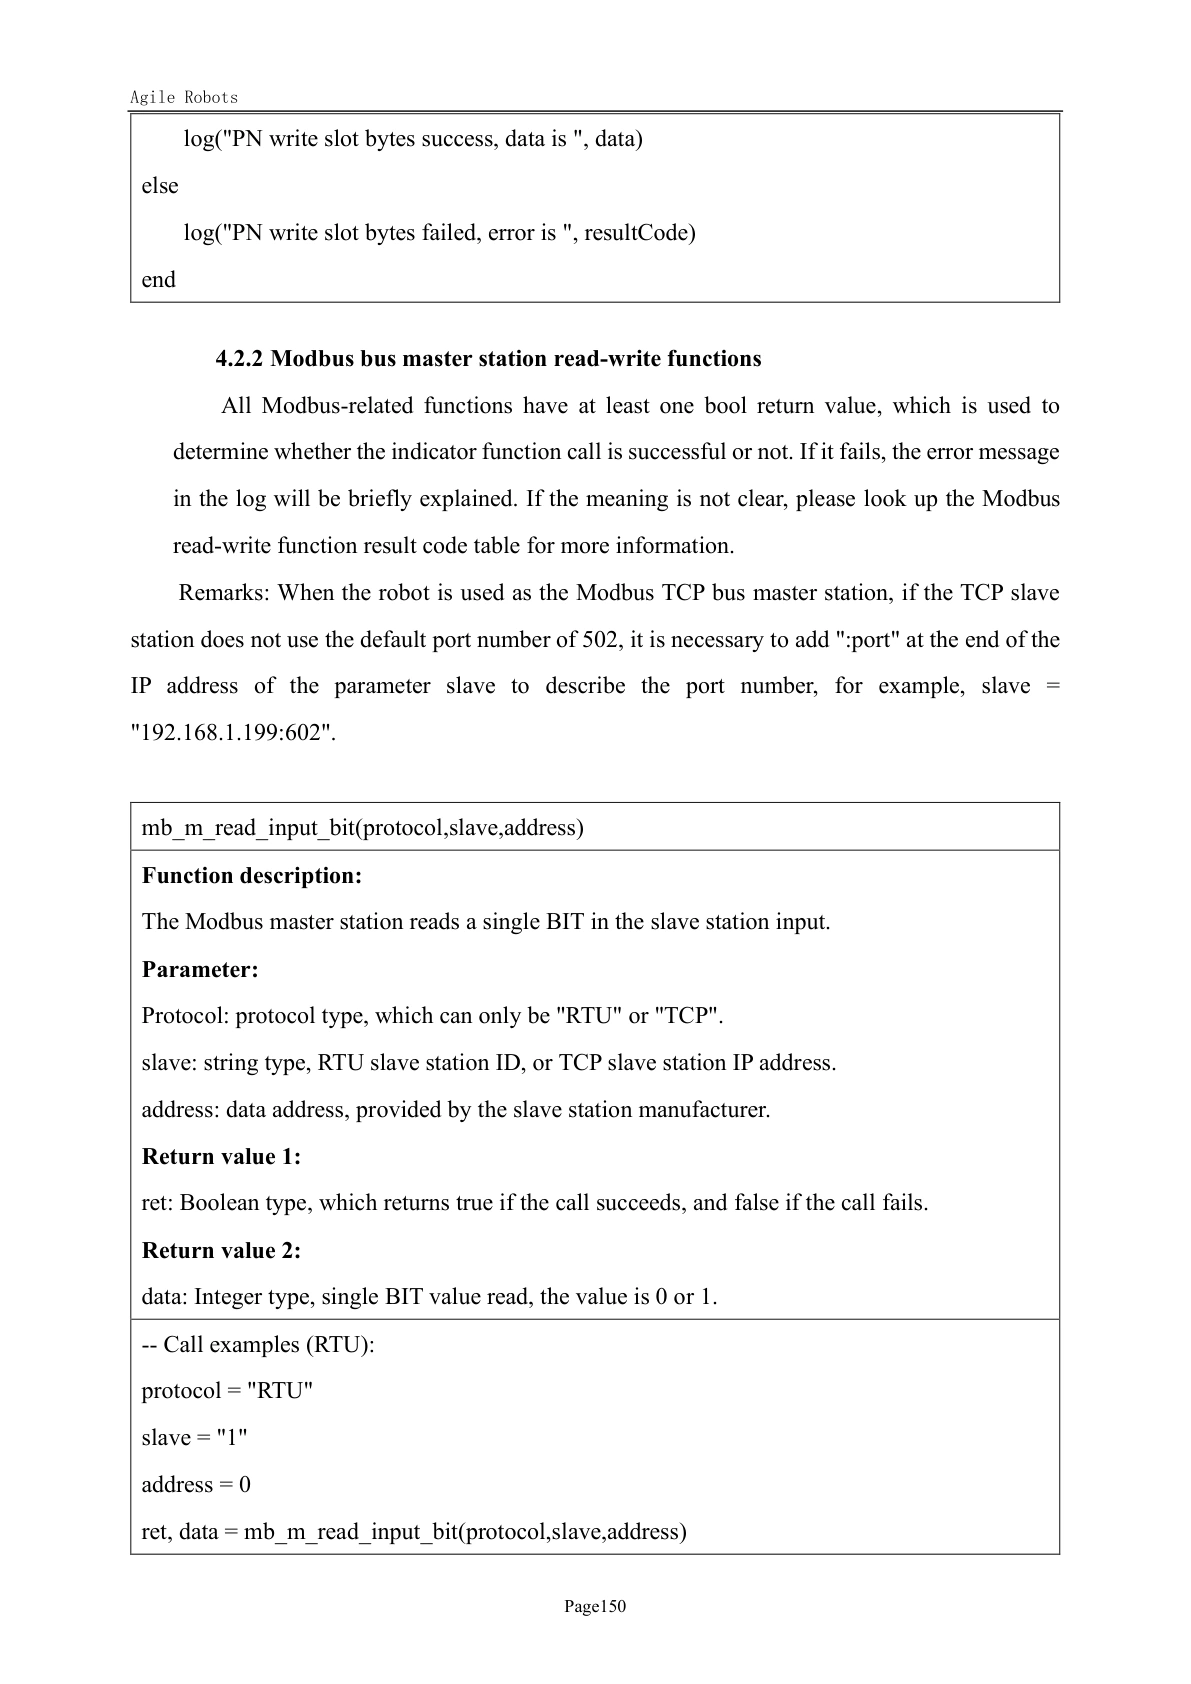 Agile Robots
log("PN write slot bytes success, data is ", data)
else
log("PN write slot bytes failed, error is ", resultCode)
end
4.2.2 Modbus bus master station read-write functions
All Modbus-related functions have at least one bool return value, which is used to
determine whether the indicator function call is successful or not. If it fails, the error message
in the log will be briefly explained. If the meaning is not clear, please look up the Modbus
read-write function result code table for more information.
Remarks: When the robot is used as the Modbus TCP bus master station, if the TCP slave
station does not use the default port number of 502, it is necessary to add ":port" at the end of the
IP address of the parameter slave to describe the port number, for example, slave =
"192.168.1.199:602".
mb_m_read_input_bit(protocol,slave,address)
Function description:
The Modbus master station reads a single BIT in the slave station input.
Parameter:
Protocol: protocol type, which can only be "RTU" or "TCP".
slave: string type, RTU slave station ID, or TCP slave station IP address.
address: data address, provided by the slave station manufacturer.
Return value 1:
ret: Boolean type, which returns true if the call succeeds, and false if the call fails.
Return value 2:
data: Integer type, single BIT value read, the value is 0 or 1.
-- Call examples (RTU):
protocol = "RTU"
slave = "1"
address = 0
ret, data = mb_m_read_input_bit(protocol,slave,address)
Page150